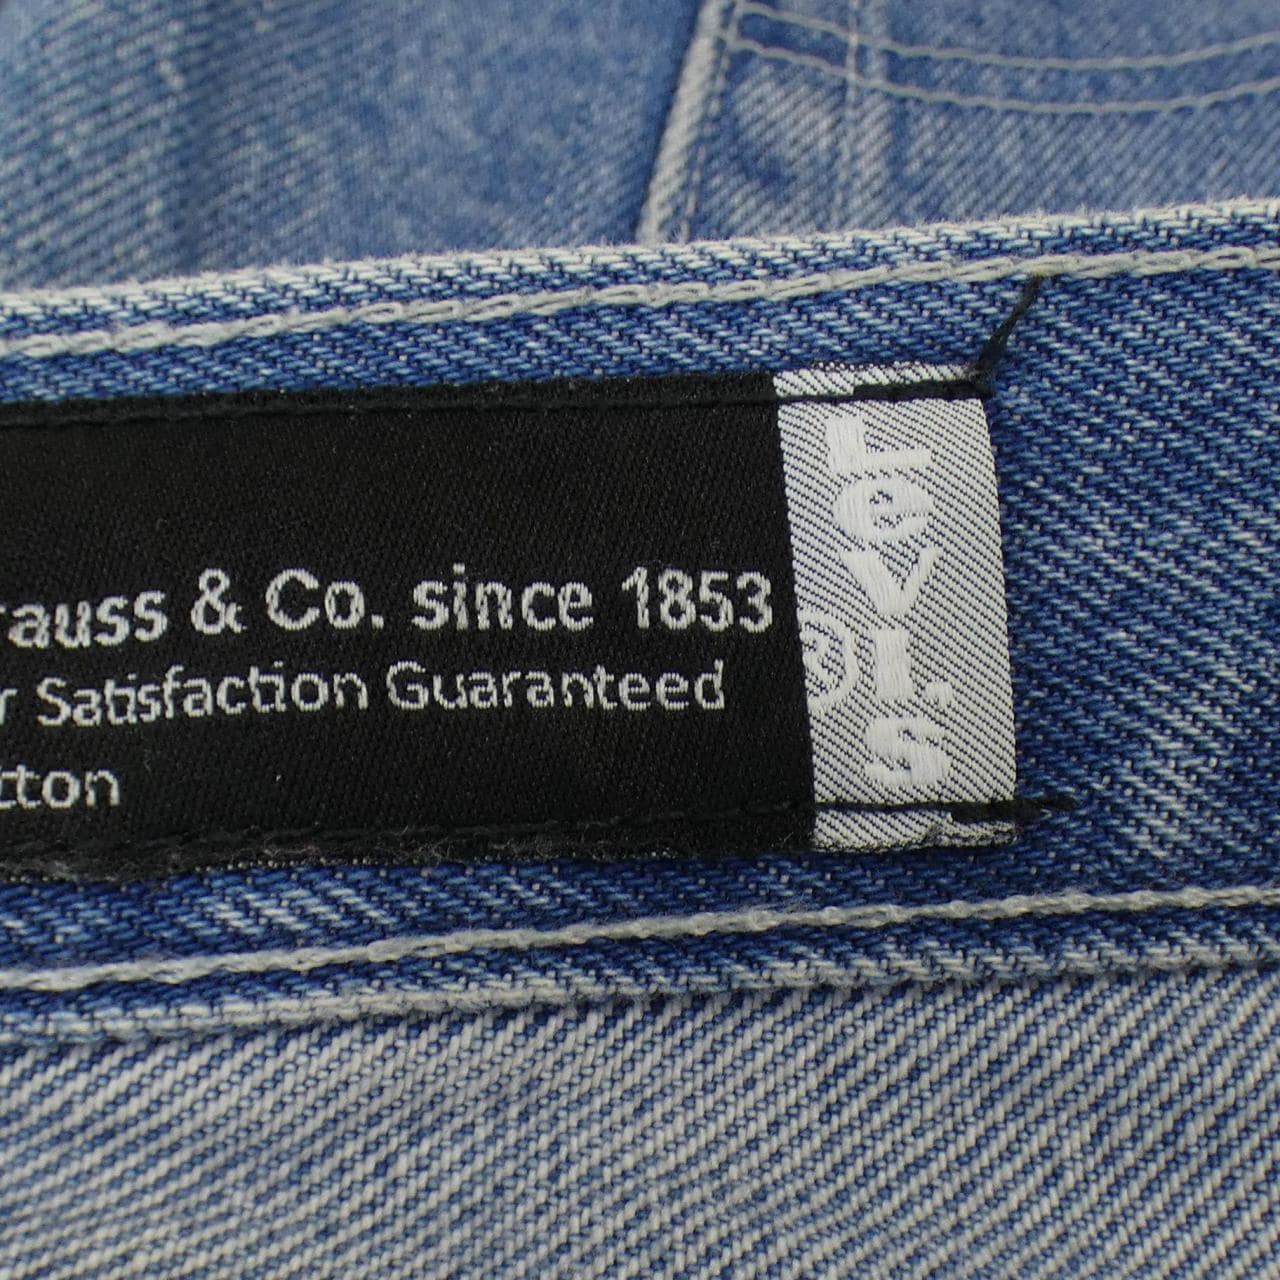 rauss & Co. since 1853
r Satisfaction Guaranteed
tton
Levi's
®